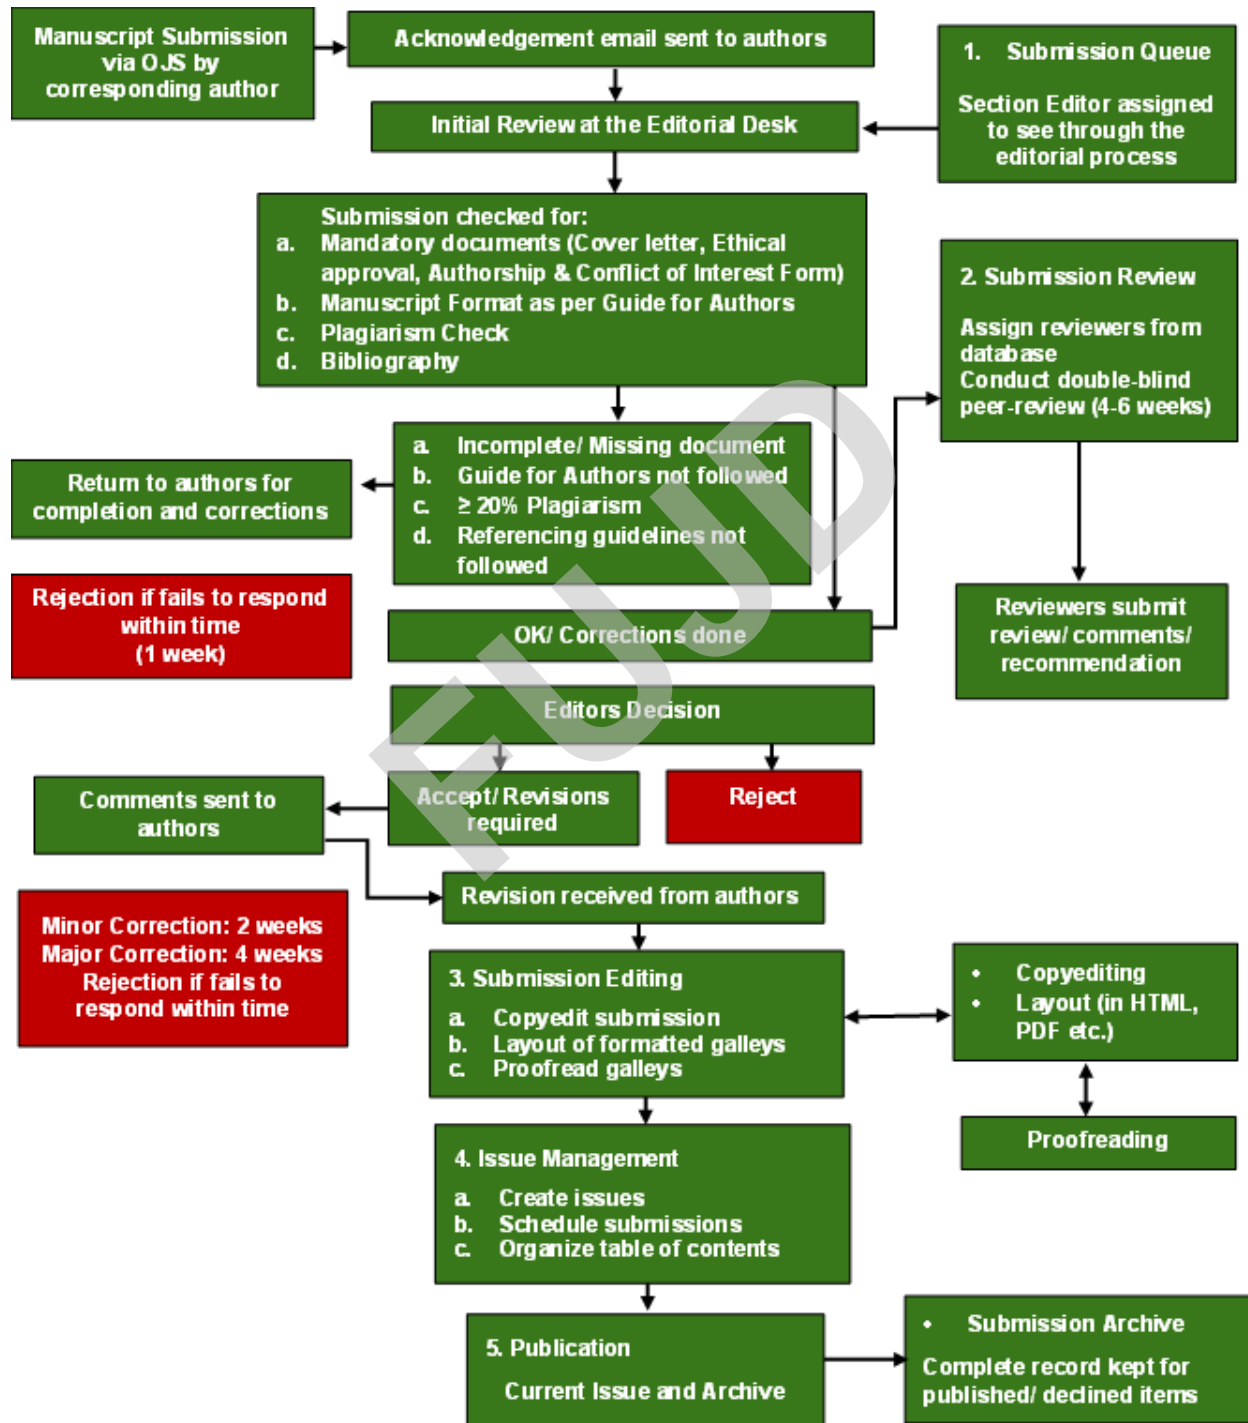 Manuscript Submission
via OJS by
corresponding author
Acknowledgement email sent to authors
1. Submission Queue
Section Editor assigned
to see through the
editorial process
Initial Review at the Editorial Desk
Submission checked for:
a. Mandatory documents (Cover letter, Ethical
approval, Authorship & Conflict of Interest Form)
b. Manuscript Format as per Guide for Authors
c. Plagiarism Check
d. Bibliography
2. Submission Review
Assign reviewers from
database
Conduct double-blind
peer-review (4-6 weeks)
a. Incomplete/ Missing document
b. Guide for Authors not followed
c. ≥ 20% Plagiarism
d. Referencing guidelines not
followed
Return to authors for
completion and corrections
Rejection if fails to respond
within time
(1 week)
OK/ Corrections done
Reviewers submit
review/ comments/
recommendation
Editors Decision
Accept/ Revisions
required
Reject
Comments sent to
authors
Revision received from authors
Minor Correction: 2 weeks
Major Correction: 4 weeks
Rejection if fails to
respond within time
3. Submission Editing
a. Copyedit submission
b. Layout of formatted galleys
c. Proofread galleys
• Copyediting
• Layout (in HTML,
PDF etc.)
Proofreading
4. Issue Management
a. Create issues
b. Schedule submissions
c. Organize table of contents
5. Publication
Current Issue and Archive
• Submission Archive
Complete record kept for
published/ declined items
FUJD